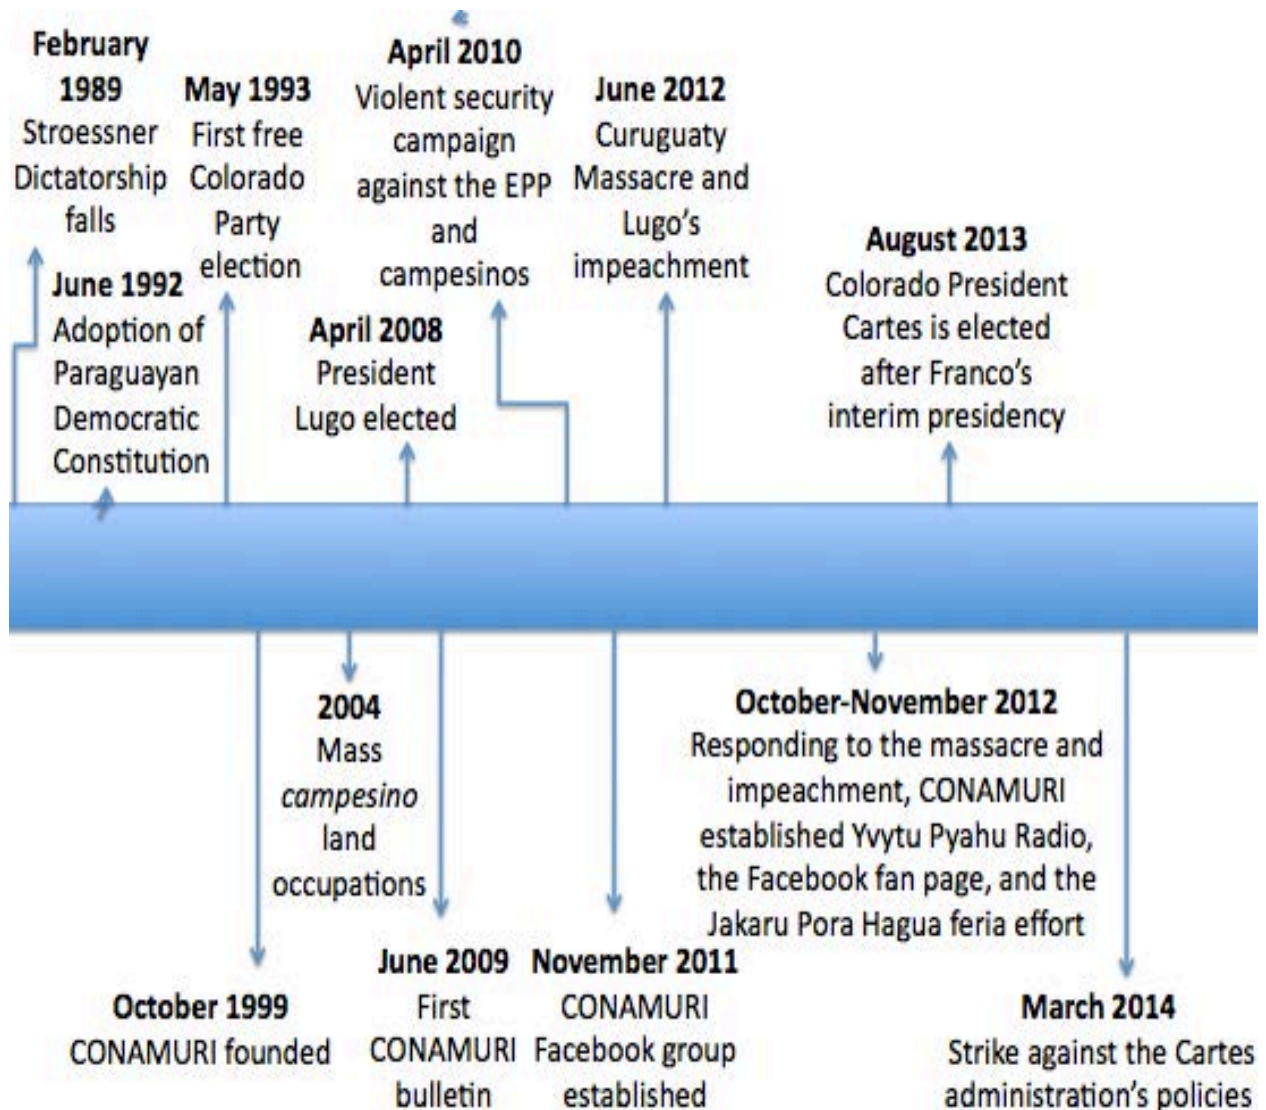 February
1989
Stroessner
Dictatorship
falls
June 1992
Adoption of
Paraguayan
Democratic
Constitution
May 1993
First free
Colorado
Party
election
April 2008
President
Lugo elected
April 2010
Violent security
campaign
against the EPP
and
campesinos
June 2012
Curuguaty
Massacre and
Lugo's
impeachment
August 2013
Colorado President
Cartes is elected
after Franco's
interim presidency
October 1999
CONAMURI founded
2004
Mass
campesino
land
occupations
June 2009
First
CONAMURI
bulletin
November 2011
CONAMURI
Facebook group
established
October-November 2012
Responding to the massacre and
impeachment, CONAMURI
established Yvytu Pyahu Radio,
the Facebook fan page, and the
Jakaru Pora Hagua feria effort
March 2014
Strike against the Cartes
administration's policies